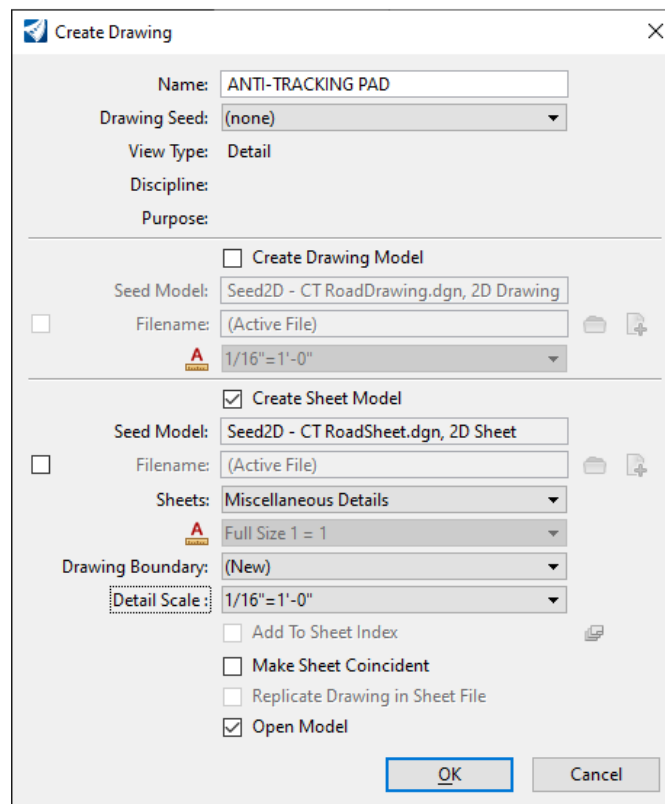 Create Drawing
Name: ANTI-TRACKING PAD
Drawing Seed: (none)
View Type: Detail
Discipline:
Purpose:
Create Drawing Model
Seed Model: Seed2D - CT RoadDrawing.dgn, 2D Drawing
Filename: (Active File)
A 1/16"=1'-0"
Create Sheet Model
Seed Model: Seed2D - CT RoadSheet.dgn, 2D Sheet
Filename: (Active File)
Sheets: Miscellaneous Details
A Full Size 1 = 1
Drawing Boundary: (New)
Detail Scale : 1/16"=1'-0"
Add To Sheet Index
Make Sheet Coincident
Replicate Drawing in Sheet File
Open Model
OK Cancel